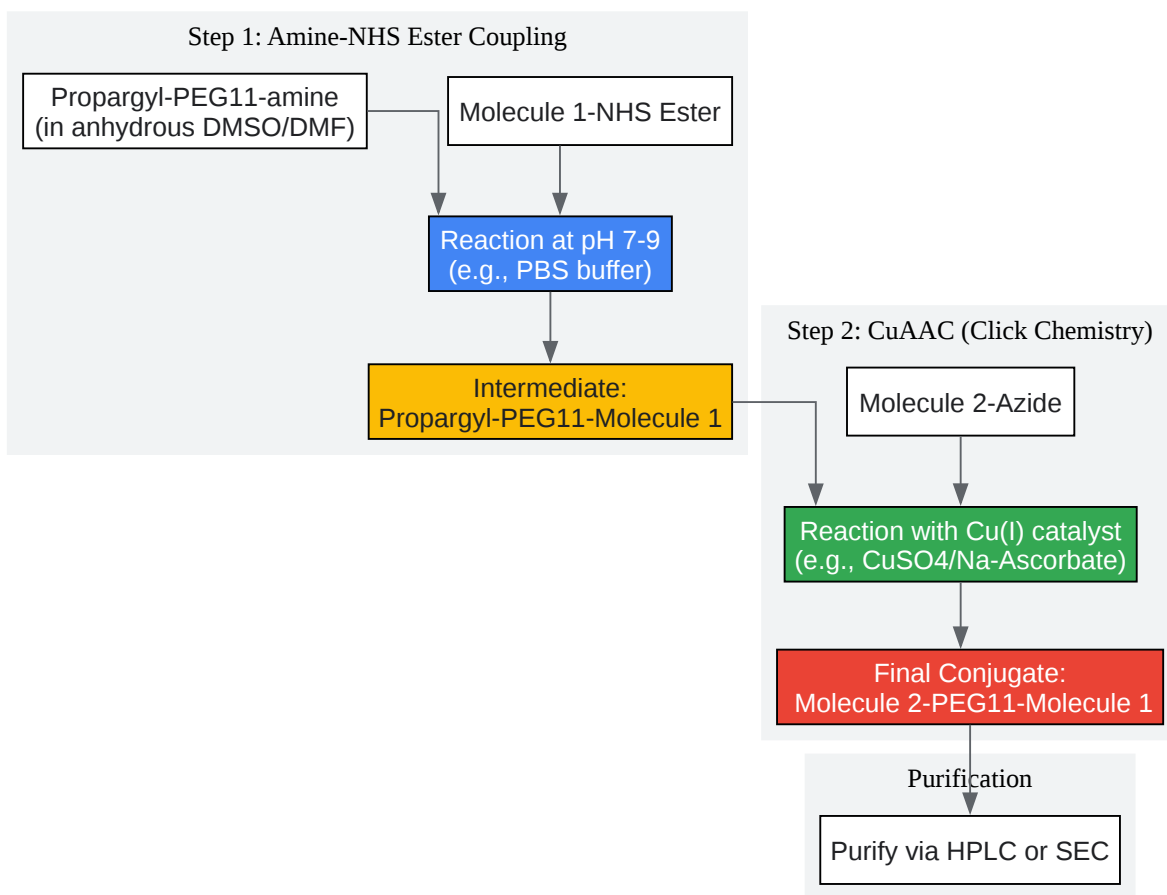 Step 1: Amine-NHS Ester Coupling
Propargyl-PEG11-amine
(in anhydrous DMSO/DMF)
Molecule 1-NHS Ester
Reaction at pH 7-9
(e.g., PBS buffer)
Intermediate:
Propargyl-PEG11-Molecule 1
Step 2: CuAAC (Click Chemistry)
Molecule 2-Azide
Reaction with Cu(I) catalyst
(e.g., CuSO4/Na-Ascorbate)
Final Conjugate:
Molecule 2-PEG11-Molecule 1
Purification
Purify via HPLC or SEC